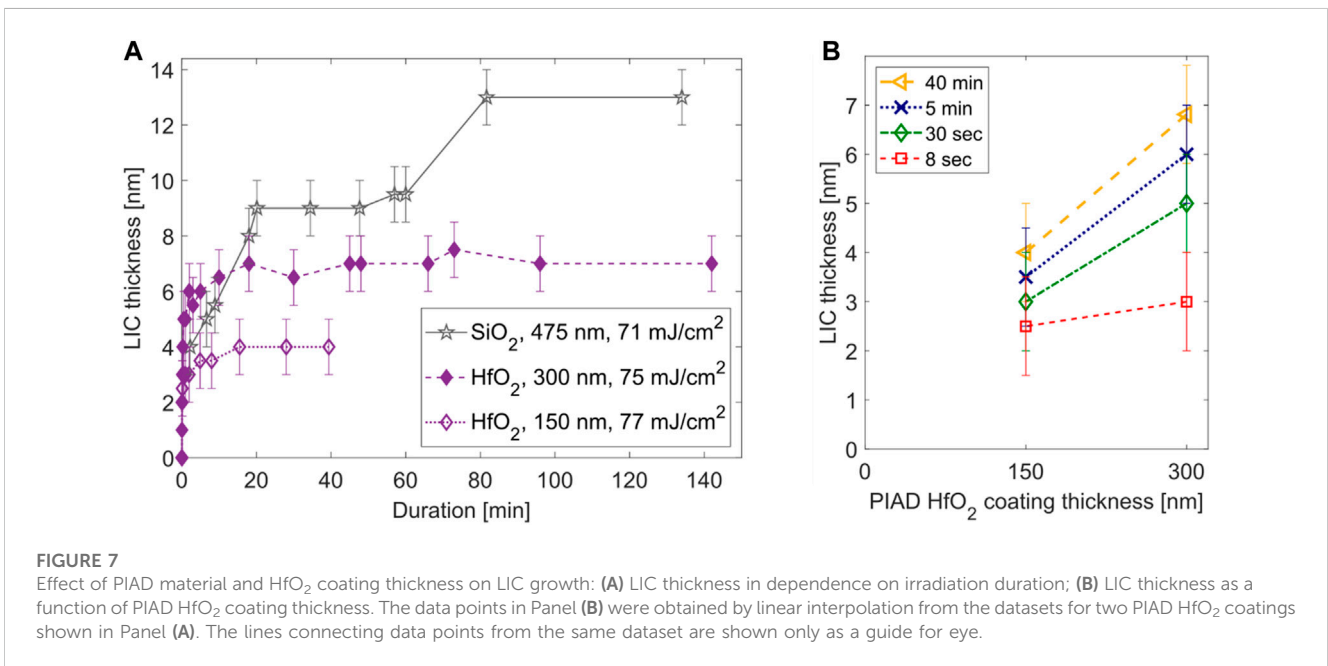 A
14
12
10
8
6
4
2
0
LIC thickness [nm]
SiO₂, 475 nm, 71 mJ/cm²
HfO₂, 300 nm, 75 mJ/cm²
HfO₂, 150 nm, 77 mJ/cm²
0 20 40 60 80 100 120 140
Duration [min]
B
40 min
5 min
30 sec
8 sec
7
6
5
4
3
2
1
0
LIC thickness [nm]
0 150 300
PIAD HfO₂ coating thickness [nm]
FIGURE 7
Effect of PIAD material and HfO₂ coating thickness on LIC growth: (A) LIC thickness in dependence on irradiation duration; (B) LIC thickness as a
function of PIAD HfO₂ coating thickness. The data points in Panel (B) were obtained by linear interpolation from the datasets for two PIAD HfO₂ coatings
shown in Panel (A). The lines connecting data points from the same dataset are shown only as a guide for eye.